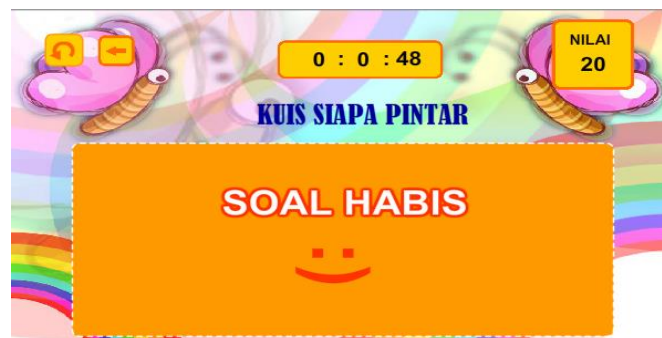 0 : 0 : 48
NILAI
20
KUIS SIAPA PINTAR
SOAL HABIS